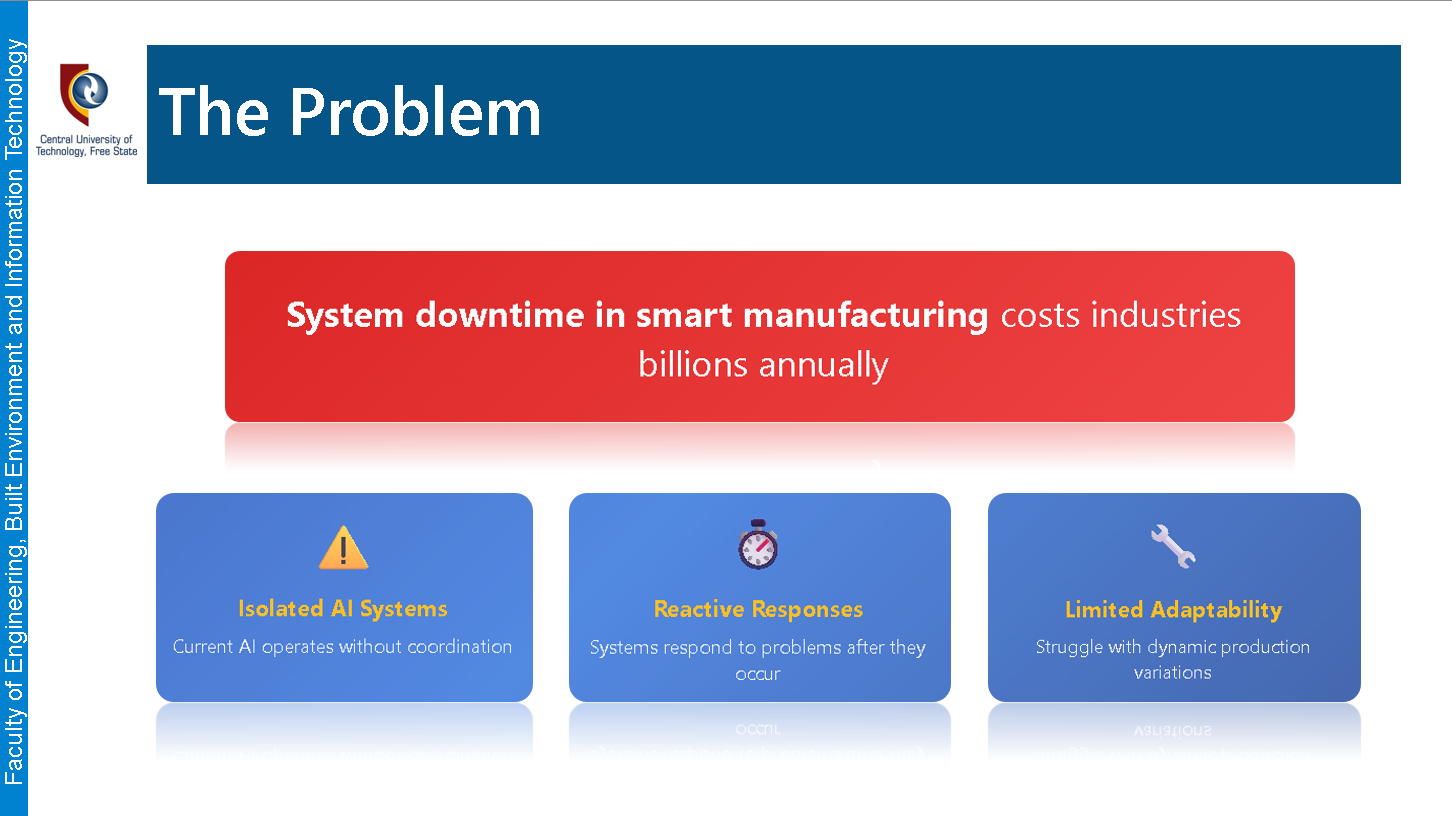 Faculty of Engineering, Built Environment and Information Technology
Central University of
Technology, Free State
The Problem
System downtime in smart manufacturing costs industries
billions annually
Isolated AI Systems
Current AI operates without coordination
Reactive Responses
Systems respond to problems after they
occur
Limited Adaptability
Struggle with dynamic production
variations